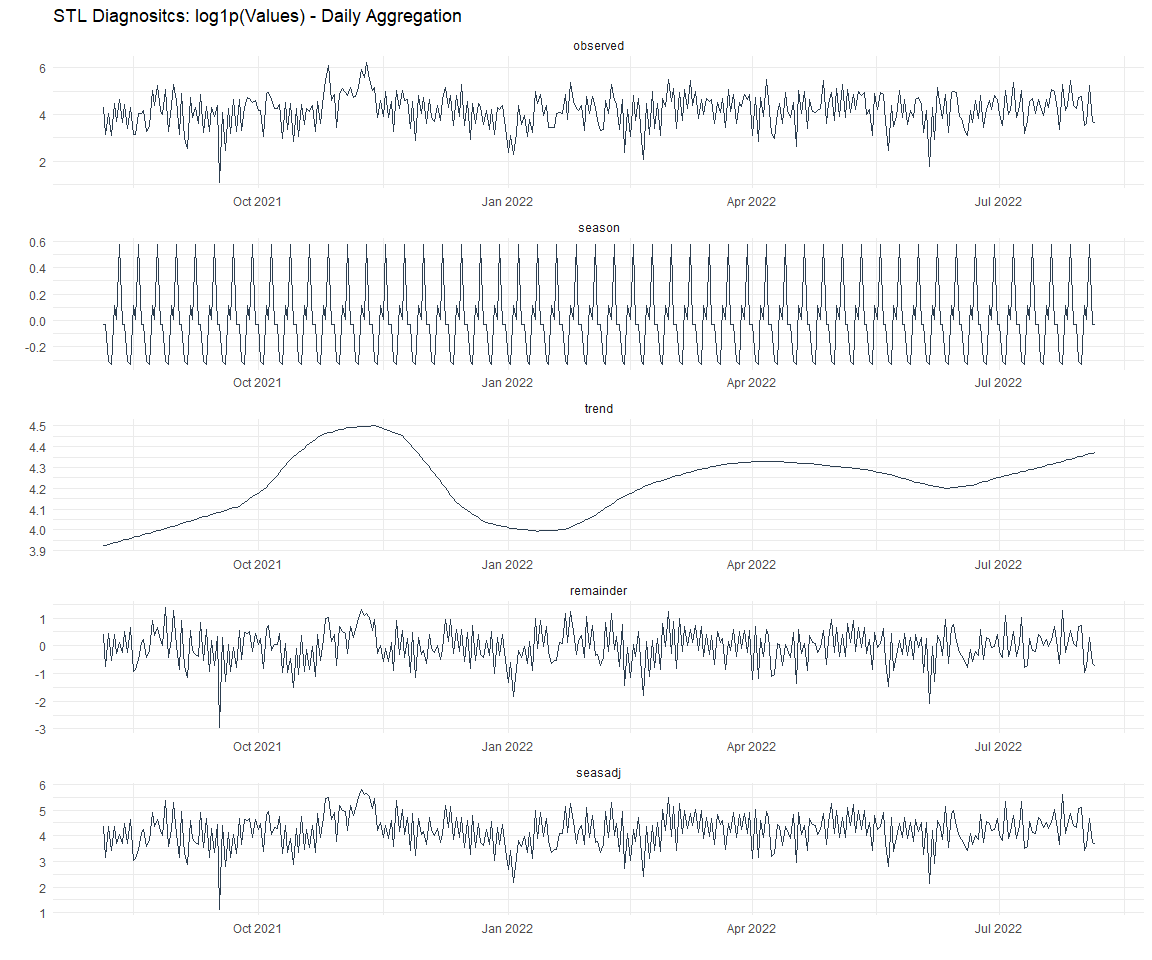 STL Diagnositcs: log1p(Values) - Daily Aggregation
observed
6
4
2
Oct 2021 Jan 2022 Apr 2022 Jul 2022
season
0.6
0.4
0.2
0.0
-0.2
Oct 2021 Jan 2022 Apr 2022 Jul 2022
trend
4.5
4.4
4.3
4.2
4.1
4.0
3.9
Oct 2021 Jan 2022 Apr 2022 Jul 2022
remainder
1
0
-1
-2
-3
Oct 2021 Jan 2022 Apr 2022 Jul 2022
seasadj
6
5
4
3
2
1
Oct 2021 Jan 2022 Apr 2022 Jul 2022